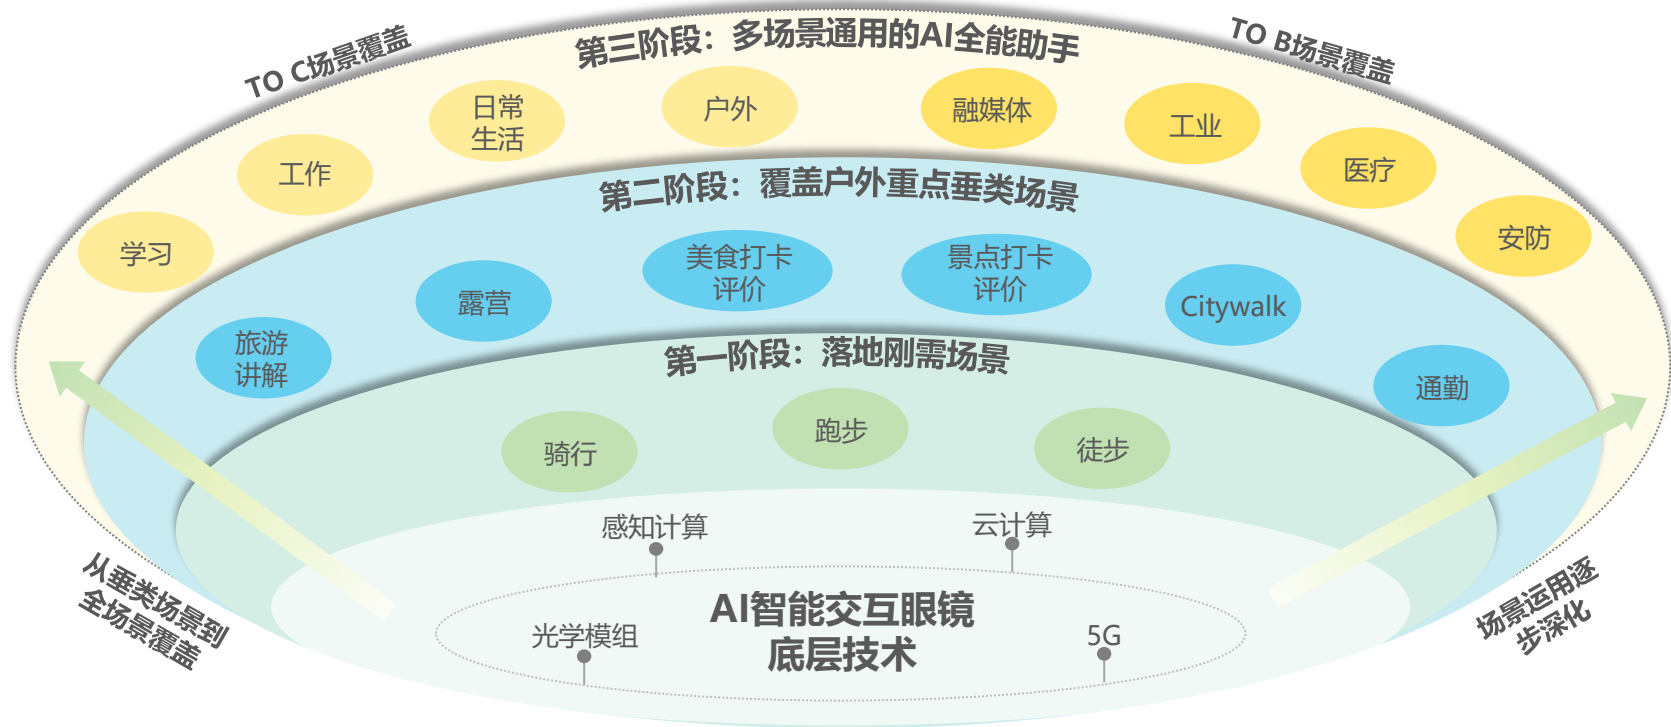 TO C场景覆盖
第三阶段：多场景通用的AI全能助手
TO B场景覆盖
学习
工作
日常
生活
户外
融媒体
工业
医疗
安防
第二阶段：覆盖户外重点垂类场景
旅游
讲解
露营
美食打卡
评价
景点打卡
评价
Citywalk
通勤
第一阶段：落地刚需场景
骑行
跑步
徒步
感知计算
云计算
AI智能交互眼镜
底层技术
光学模组
5G
从垂类场景到
全场景覆盖
场景运用逐
步深化